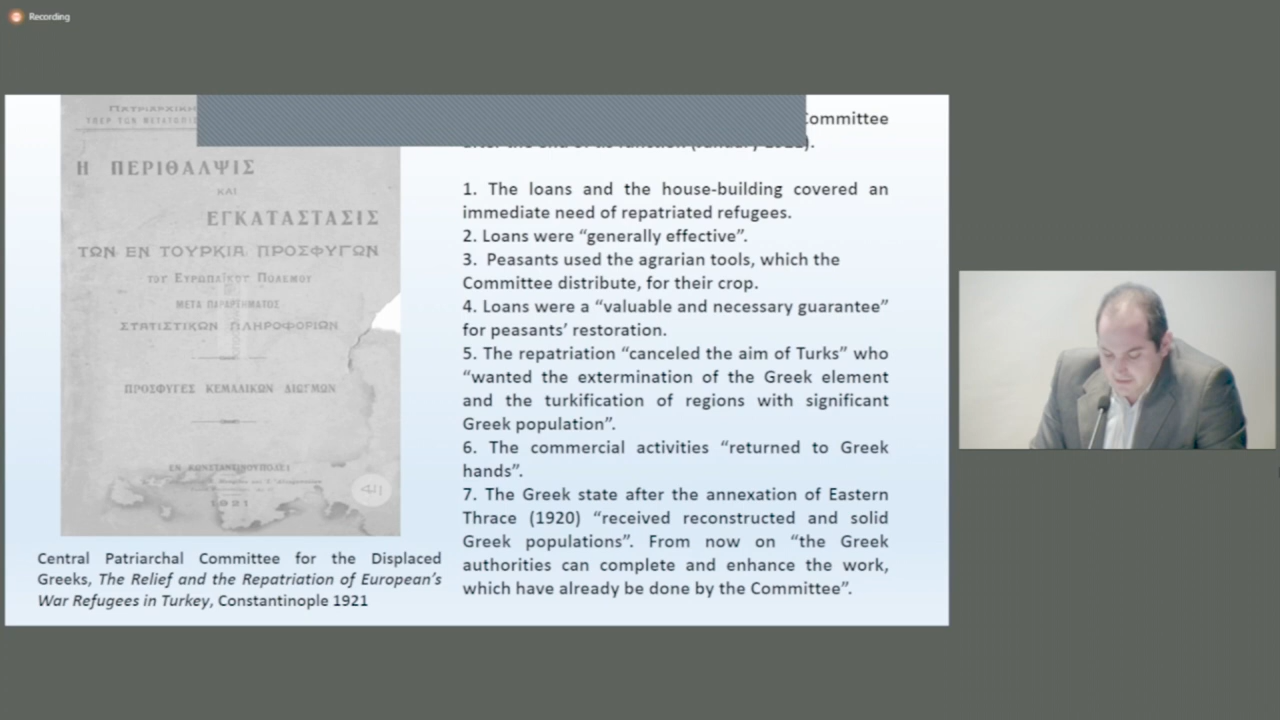 Recording
ΥΠΕΡ ΤΩΝ
Η ΠΕΡΙΘΑΛΨΙΣ
ΚΑΙ
ΕΓΚΑΤΑΣΤΑΣΙΣ
ΤΩΝ ΕΝ ΤΟΥΡΚΙΑ ΠΡΟΣΦΥΓΩΝ
ΤΟΥ ΕΥΡΩΠΑΪΚΟΥ ΠΟΛΕΜΟΥ
ΜΕΤΑ ΠΑΡΑΡΤΗΜΑΤΟΣ
ΣΤΑΤΙΣΤΙΚΩΝ ΠΛΗΡΟΦΟΡΙΩΝ
ΠΡΟΣΦΥΓΕΣ ΚΕΜΑΛΙΚΩΝ ΔΙΩΓΜΩΝ
ΕΝ ΚΩΝΣΤΑΝΤΙΝΟΥΠΟΛΕΙ
1921
Central Patriarchal Committee for the Displaced
Greeks, The Relief and the Repatriation of European's
War Refugees in Turkey, Constantinople 1921
Committee
1. The loans and the house-building covered an
immediate need of repatriated refugees.
2. Loans were “generally effective”.
3. Peasants used the agrarian tools, which the
Committee distribute, for their crop.
4. Loans were a “valuable and necessary guarantee”
for peasants’ restoration.
5. The repatriation “canceled the aim of Turks” who
“wanted the extermination of the Greek element
and the turkification of regions with significant
Greek population”.
6. The commercial activities “returned to Greek
hands”.
7. The Greek state after the annexation of Eastern
Thrace (1920) “received reconstructed and solid
Greek populations”. From now on “the Greek
authorities can complete and enhance the work,
which have already be done by the Committee”.